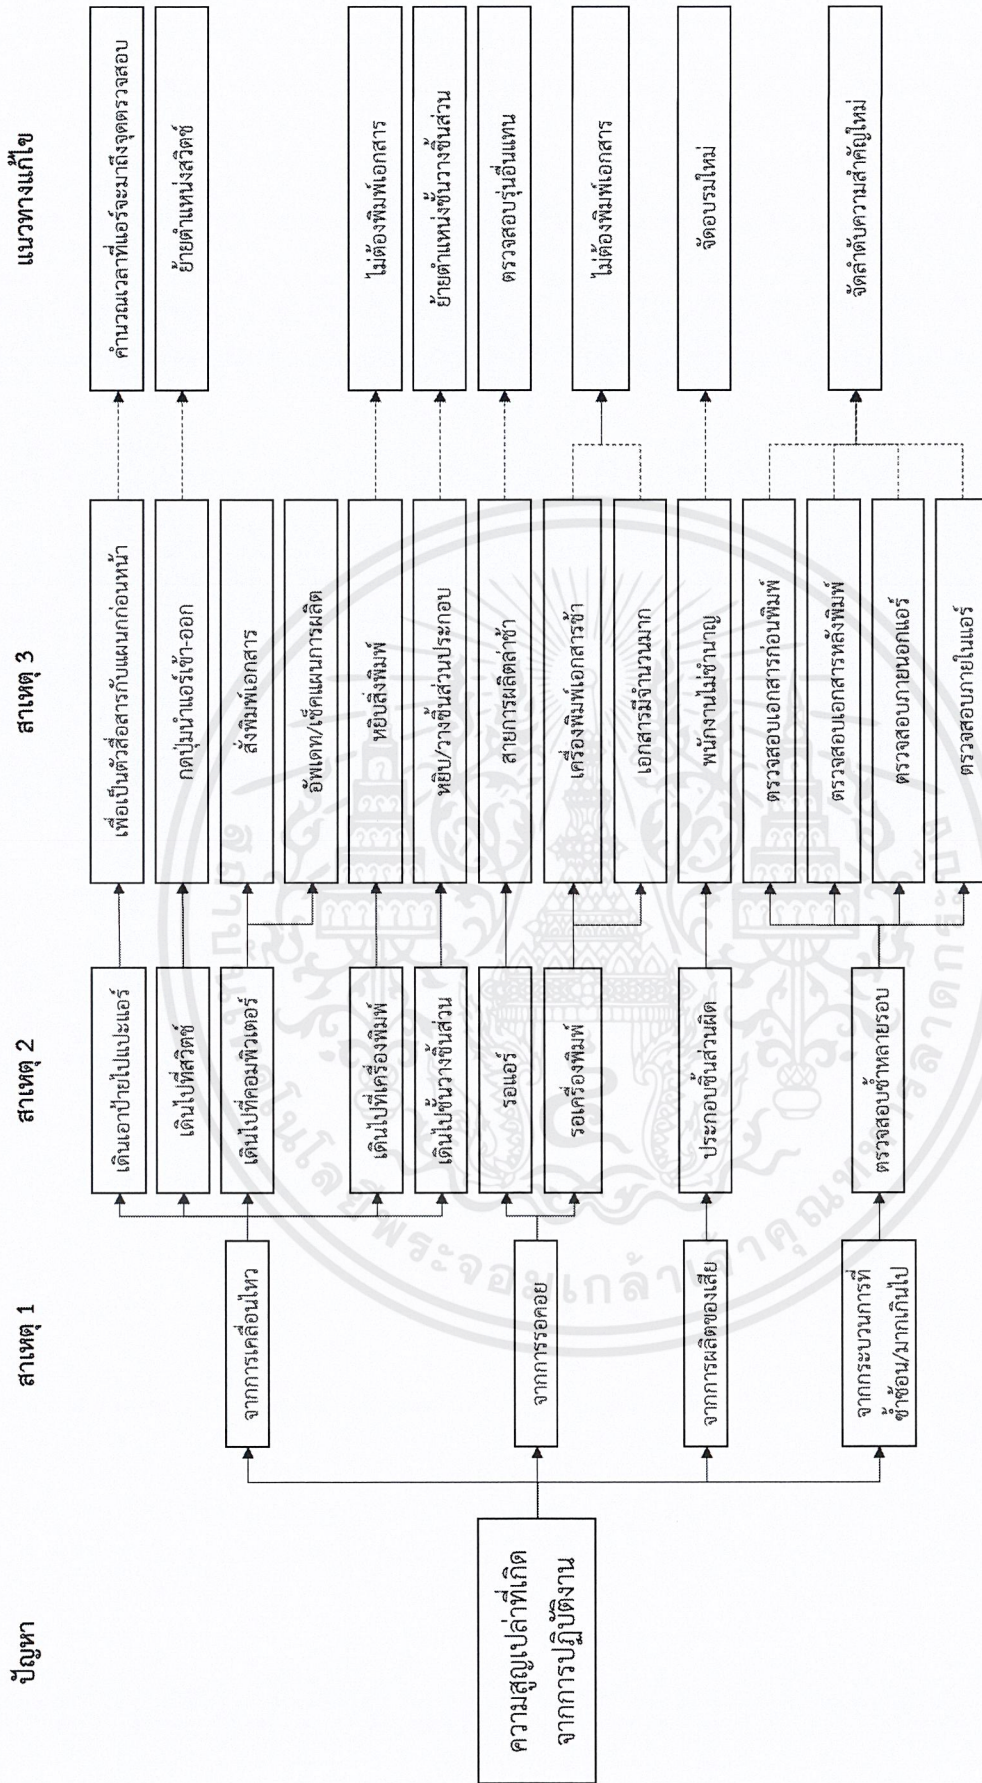 ปัญหา
สาเหตุ 1
สาเหตุ 2
สาเหตุ 3
แนวทางแก้ไข
ความสูญเปล่าที่เกิด
จากการปฏิบัติงาน
จากการเคลื่อนไหว
จากการรอคอย
จากการผลิตของเสีย
จากกระบวนการที่
ซ้ำซ้อน/มากเกินไป
เดินเอาป้ายไปแปะแอร์
เดินไปที่สวิตช์
เดินไปที่คอมพิวเตอร์
เดินไปที่เครื่องพิมพ์
เดินไปชั้นวางชิ้นส่วน
รอแอร์
รอเครื่องพิมพ์
ประกอบชิ้นส่วนผิด
ตรวจสอบซ้ำหลายรอบ
เพื่อเป็นตัวสื่อสารกับแผนกก่อนหน้า
กดปุ่มนำแอร์เข้า-ออก
สั่งพิมพ์เอกสาร
อัพเดท/เช็คแผนการผลิต
หยิบสิ่งพิมพ์
หยิบ/วางชิ้นส่วนประกอบ
สายการผลิตล่าช้า
เครื่องพิมพ์เอกสารช้า
เอกสารมีจำนวนมาก
พนักงานไม่ชำนาญ
ตรวจสอบเอกสารก่อนพิมพ์
ตรวจสอบเอกสารหลังพิมพ์
ตรวจสอบภายนอกแอร์
ตรวจสอบภายในแอร์
คำนวณเวลาที่แอร์จะมาถึงจุดตรวจสอบ
ย้ายตำแหน่งสวิตช์
ไม่ต้องพิมพ์เอกสาร
ย้ายตำแหน่งชั้นวางชิ้นส่วน
ตรวจสอบรุ่นอื่นแทน
ไม่ต้องพิมพ์เอกสาร
จัดอบรมใหม่
จัดลำดับความสำคัญใหม่